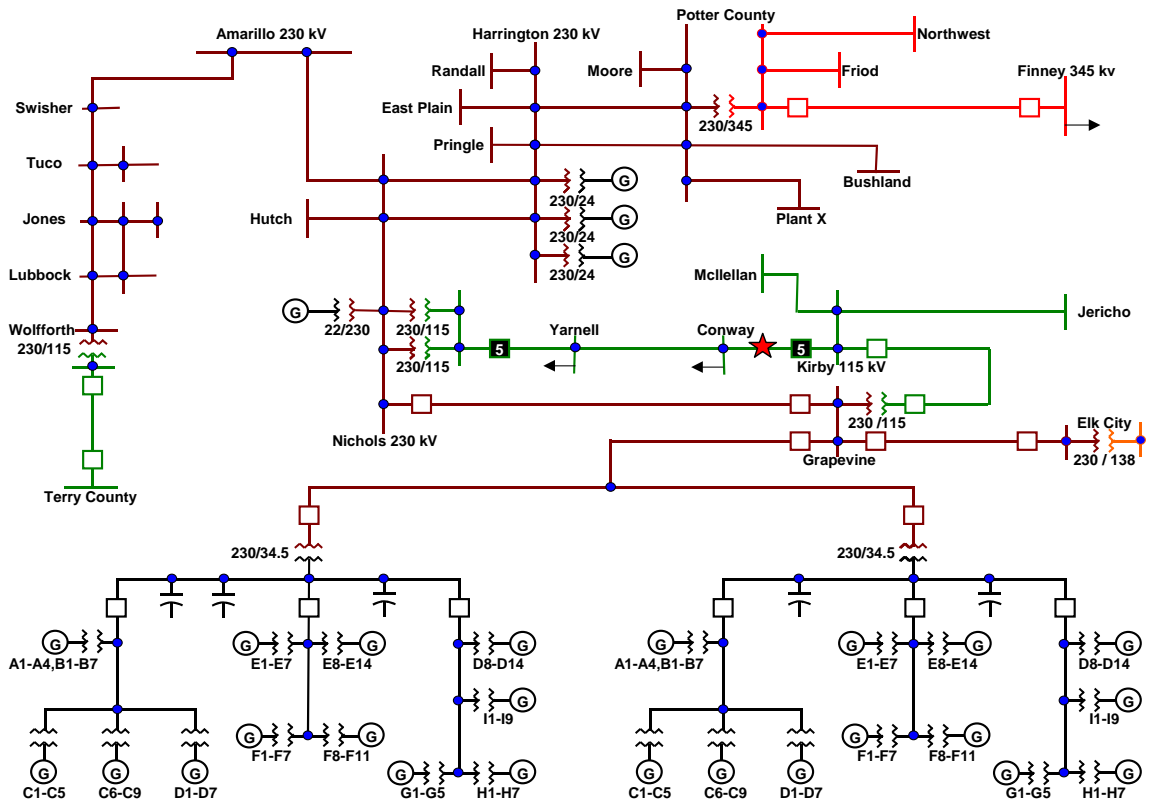 Potter County
Amarillo 230 kV
Harrington 230 kV
Northwest
Randall
Moore
Friod
Finney 345 kv
Swisher
East Plain
230/345
Pringle
Tuco
Bushland
G
230/24
Jones
Hutch
G
Plant X
230/24
G
230/24
Lubbock
Mcllellan
G
Jericho
Wolfforth
22/230
230/115
Yarnell
Conway
230/115
5
5
230/115
Kirby 115 kV
230 /115
Elk City
Nichols 230 kV
Grapevine
230 / 138
Terry County
230/34.5
230/34.5
G
G
G
G
G
G
G
G
A1-A4,B1-B7
E1-E7
E8-E14
D8-D14
A1-A4,B1-B7
E1-E7
E8-E14
D8-D14
G
G
I1-I9
I1-I9
G
G
G
G
F1-F7
F8-F11
F1-F7
F8-F11
G
G
G
G
G
G
G
G
G
G
C1-C5
C6-C9
D1-D7
G1-G5
H1-H7
C1-C5
C6-C9
D1-D7
G1-G5
H1-H7